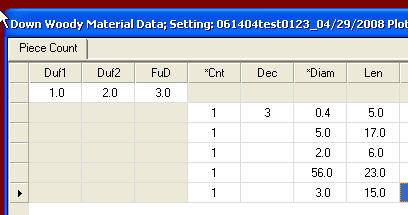 Down Woody Material Data; Setting: 061404test0123_04/29/2008 Plot
Piece Count
Duf1 Duf2 FuD *Cnt Dec *Diam Len
1.0 2.0 3.0
1 3 0.4 5.0
1 5.0 17.0
1 2.0 6.0
1 56.0 23.0
1 3.0 15.0